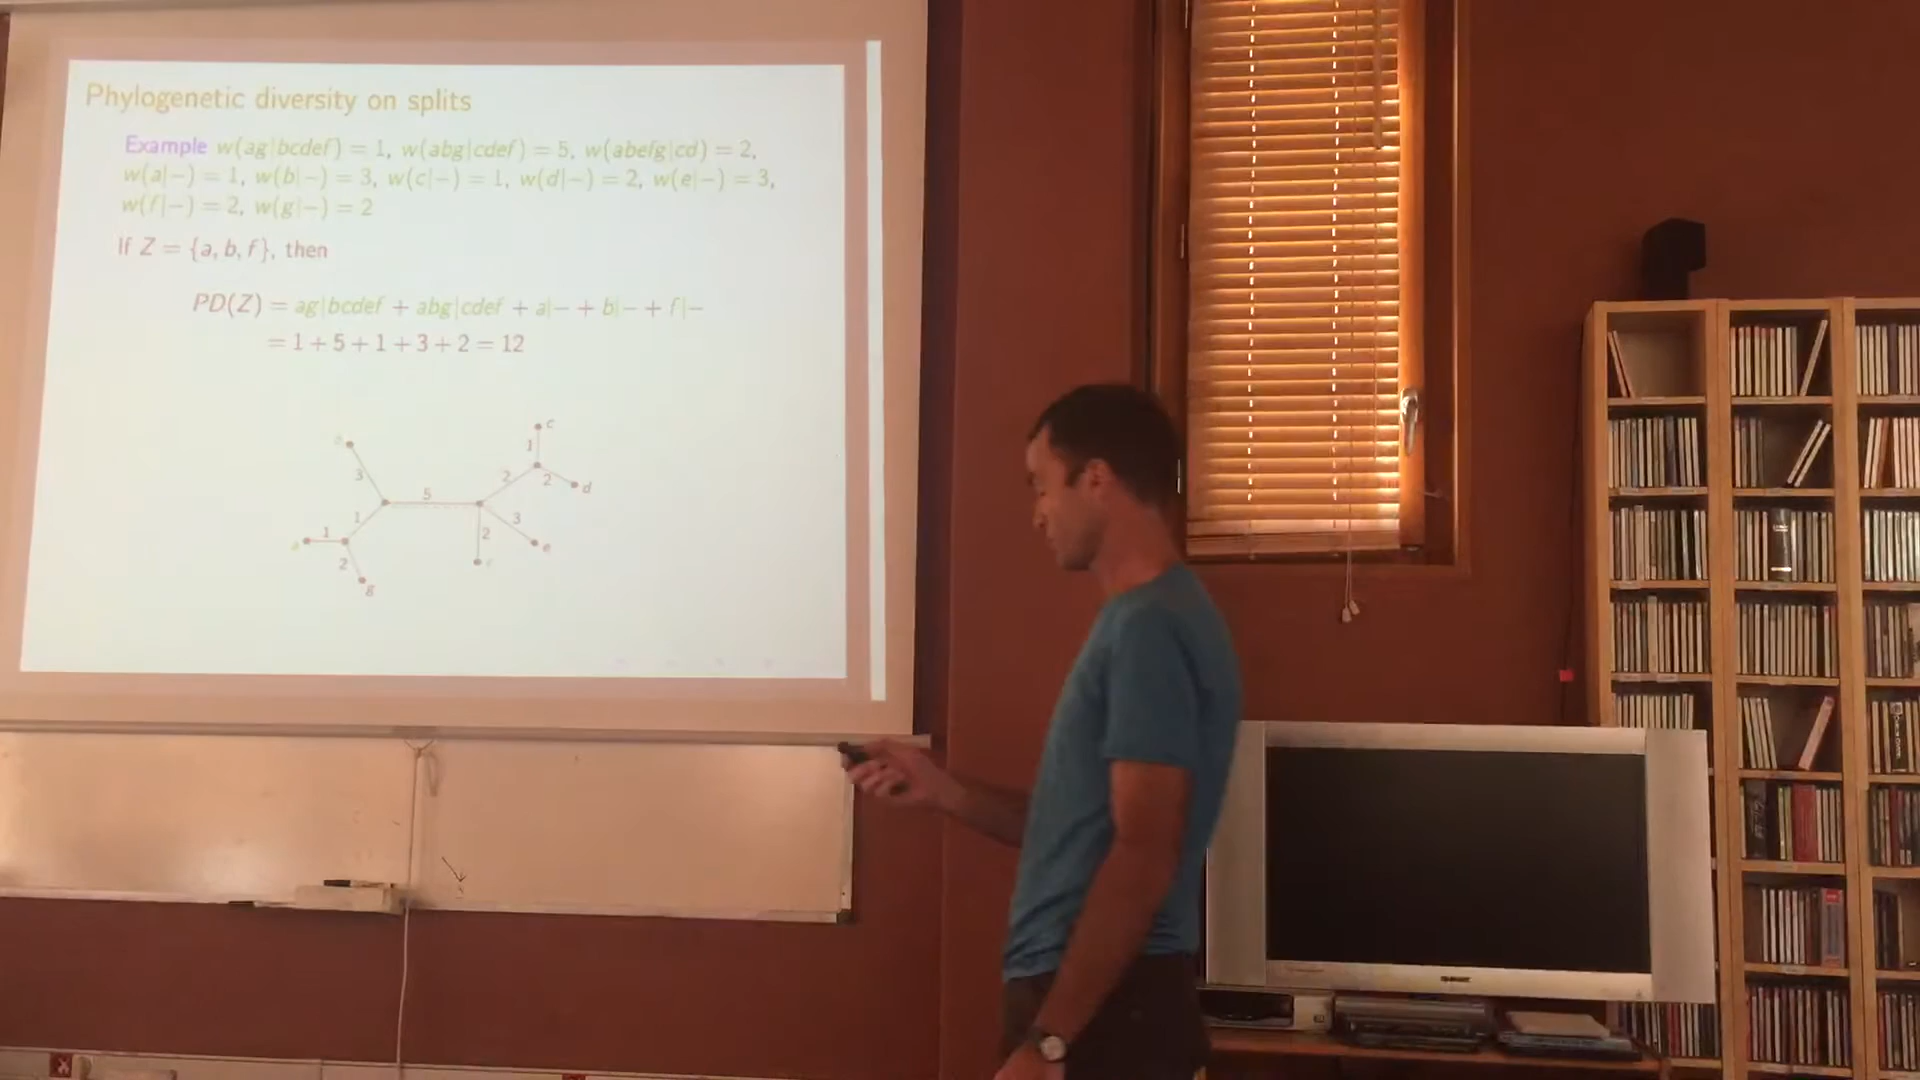 Phylogenetic diversity on splits
Example w(ag|bcdef) = 1, w(abg|cdef) = 5, w(abefg|cd) = 2,
w(a|−) = 1, w(b|−) = 3, w(c|−) = 1, w(d|−) = 2, w(e|−) = 3,
w(f|−) = 2, w(g|−) = 2
If Z = {a, b, f}, then
PD(Z) = ag|bcdef + abg|cdef + a|− + b|− + f|−
= 1 + 5 + 1 + 3 + 2 = 12
c
1
3
2
2
d
5
1
3
1
2
e
2
g